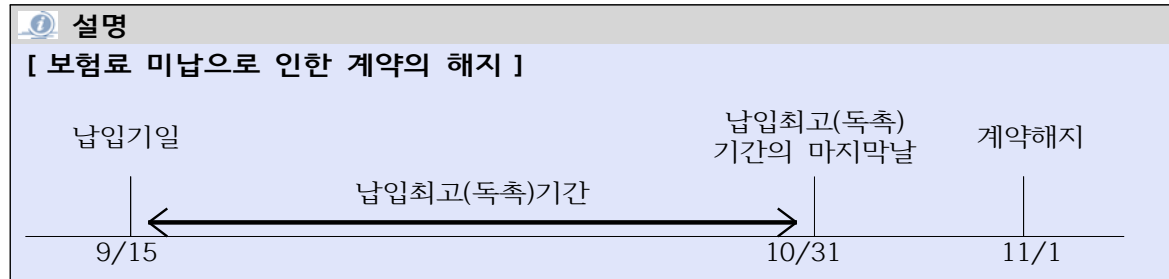 설명
[ 보험료 미납으로 인한 계약의 해지 ]
납입기일
납입최고(독촉)
기간의 마지막날
계약해지
납입최고(독촉)기간
9/15
10/31
11/1